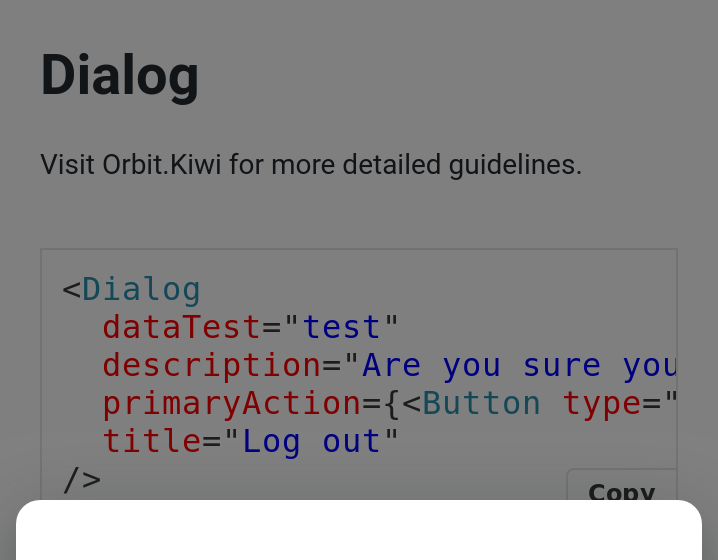 Dialog
Visit Orbit.Kiwi for more detailed guidelines.
<Dialog
  dataTest="test"
  description="Are you sure you
  primaryAction={<Button type="
  title="Log out"
/>
Copy